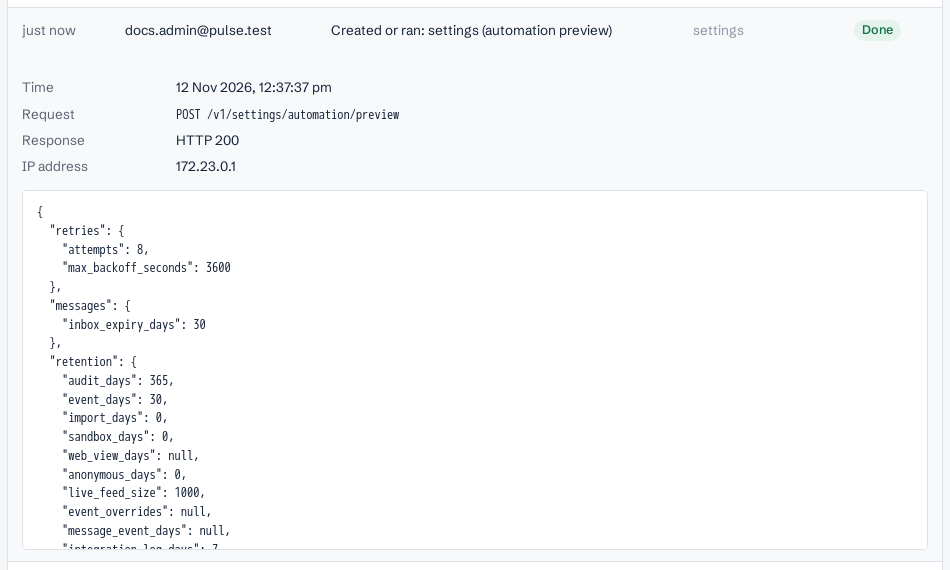 just now docs.admin@pulse.test Created or ran: settings (automation preview) settings Done
Time 12 Nov 2026, 12:37:37 pm
Request POST /v1/settings/automation/preview
Response HTTP 200
IP address 172.23.0.1
{
"retries": {
"attempts": 8,
"max_backoff_seconds": 3600
},
"messages": {
"inbox_expiry_days": 30
},
"retention": {
"audit_days": 365,
"event_days": 30,
"import_days": 0,
"sandbox_days": 0,
"web_view_days": null,
"anonymous_days": 0,
"live_feed_size": 1000,
"event_overrides": null,
"message_event_days": null,
"integration_log_days": 7